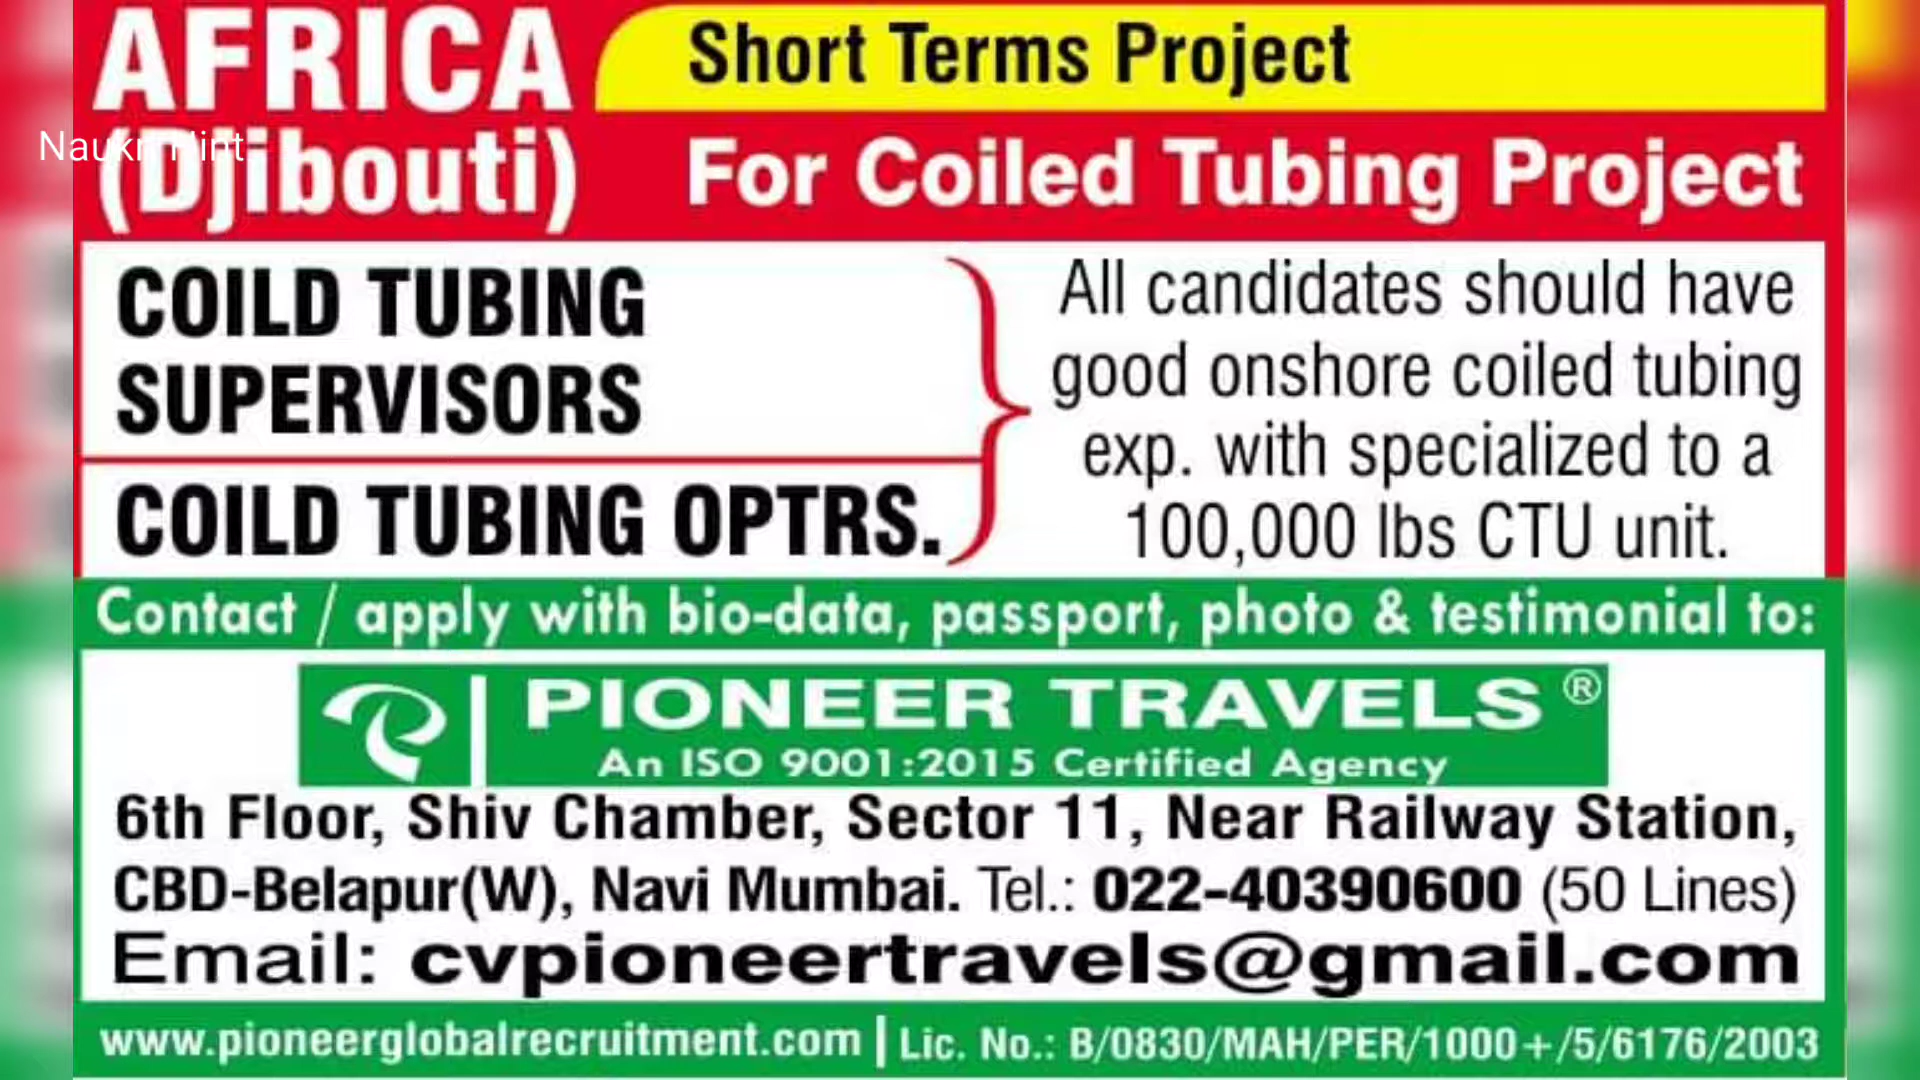 AFRICA
(Djibouti)
Naukri Hint
Short Terms Project
For Coiled Tubing Project
COILD TUBING
SUPERVISORS
COILD TUBING OPTRS.
All candidates should have
good onshore coiled tubing
exp. with specialized to a
100,000 lbs CTU unit.
Contact / apply with bio-data, passport, photo & testimonial to:
PIONEER TRAVELS ®
An ISO 9001:2015 Certified Agency
6th Floor, Shiv Chamber, Sector 11, Near Railway Station,
CBD-Belapur(W), Navi Mumbai. Tel.: 022-40390600 (50 Lines)
Email: cvpioneertravels@gmail.com
www.pioneerglobalrecruitment.com | Lic. No.: B/0830/MAH/PER/1000+/5/6176/2003